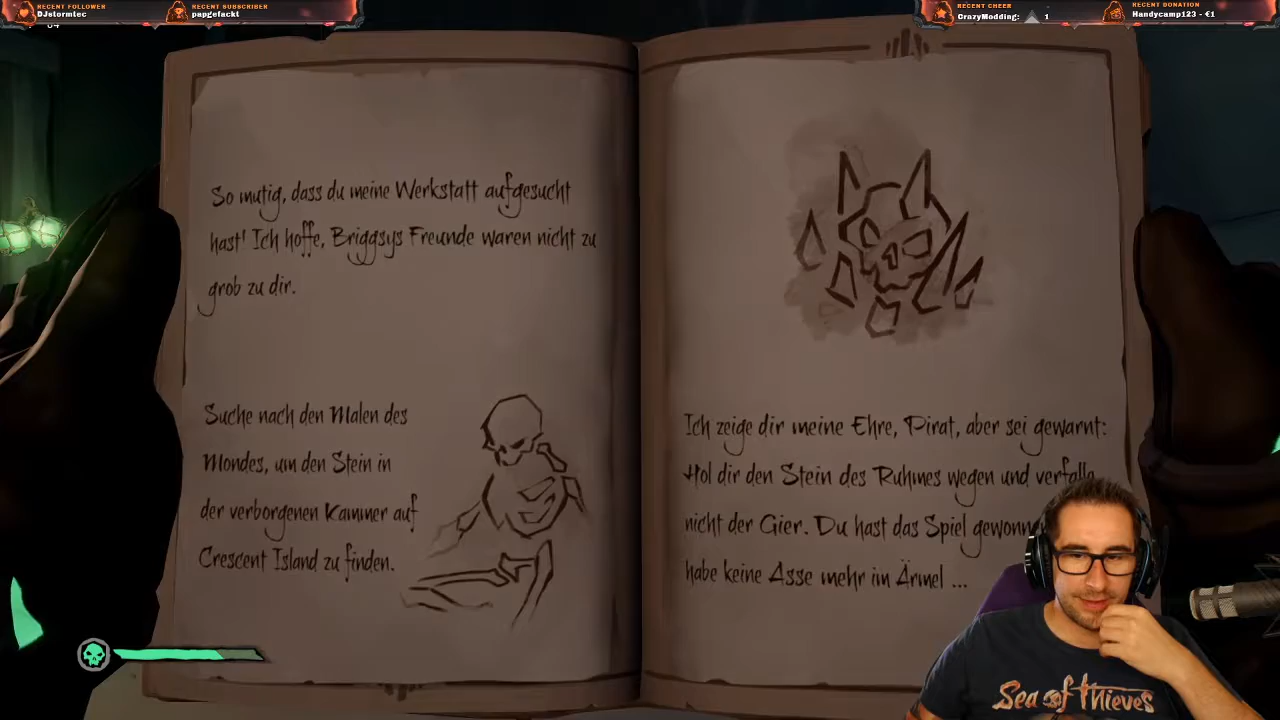 RECENT FOLLOWER
DJstormtec
RECENT SUBSCRIBER
papgefackt
RECENT CHEER
CrazyModding: 1
RECENT DONATION
Handycamp123 - €1
So mutig, dass du meine Werkstatt aufgesucht
hast! Ich hoffe, Briggsys Freunde waren nicht zu
grob zu dir.
Suche nach den Malen des
Mondes, um den Stein in
der verborgenen Kammer auf
Crescent Island zu finden.
Ich zeige dir meine Ehre, Pirat, aber sei gewarnt:
Hol dir den Stein des Ruhmes wegen und verfalle
nicht der Gier. Du hast das Spiel
habe keine Asse mehr im Ärmel ...
Sea of Thieves